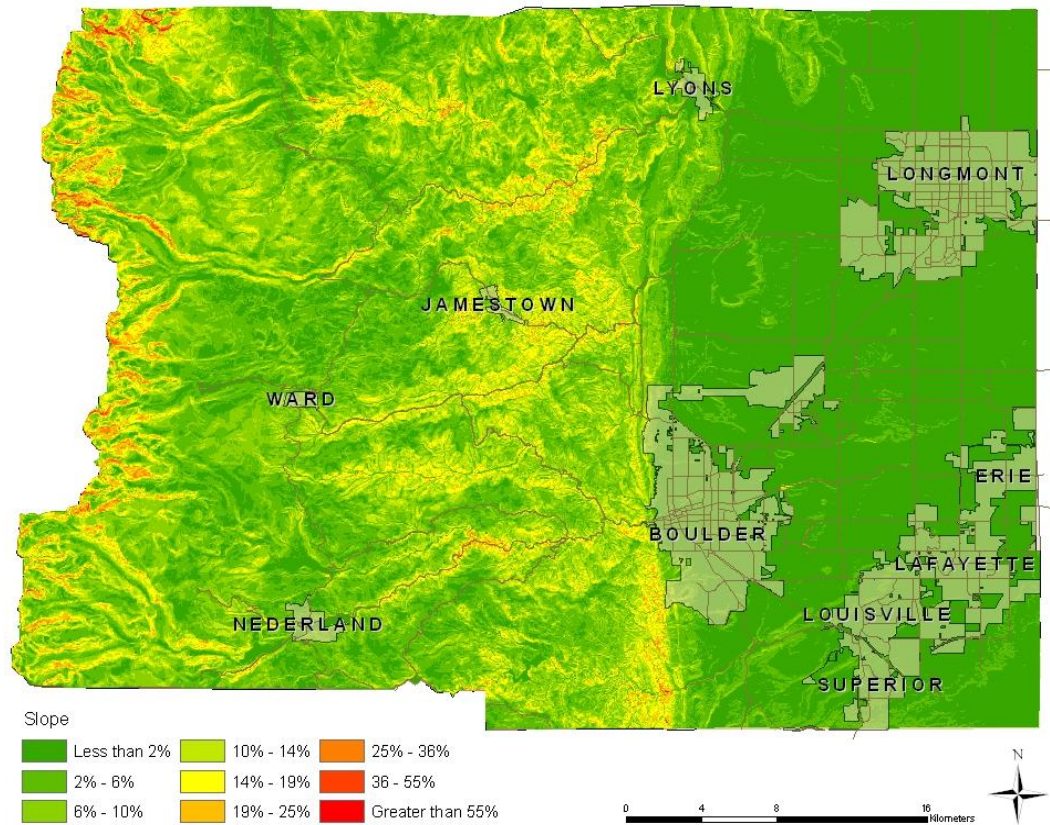 LYONS
LONGMONT
JAMESTOWN
WARD
ERIE
BOULDER
LAFAYETTE
LOUISVILLE
NEDERLAND
SUPERIOR
Slope
Less than 2%
2% - 6%
6% - 10%
10% - 14%
14% - 19%
19% - 25%
25% - 36%
36 - 55%
Greater than 55%
N
0 4 8 16
Kilometers